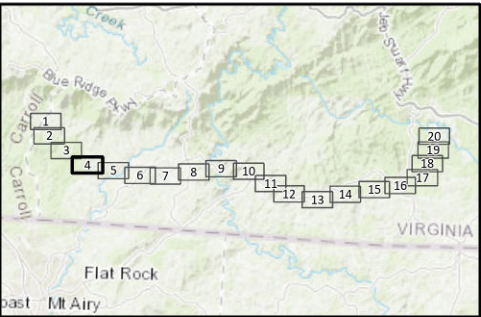 Creek
Jeb Stuart Hwy
Blue Ridge Pkwy
Carroll
1
2
3
4
5
6
7
8
9
10
11
12
13
14
15
16
17
18
19
20
Carroll
VIRGINIA
Flat Rock
oast Mt Airy